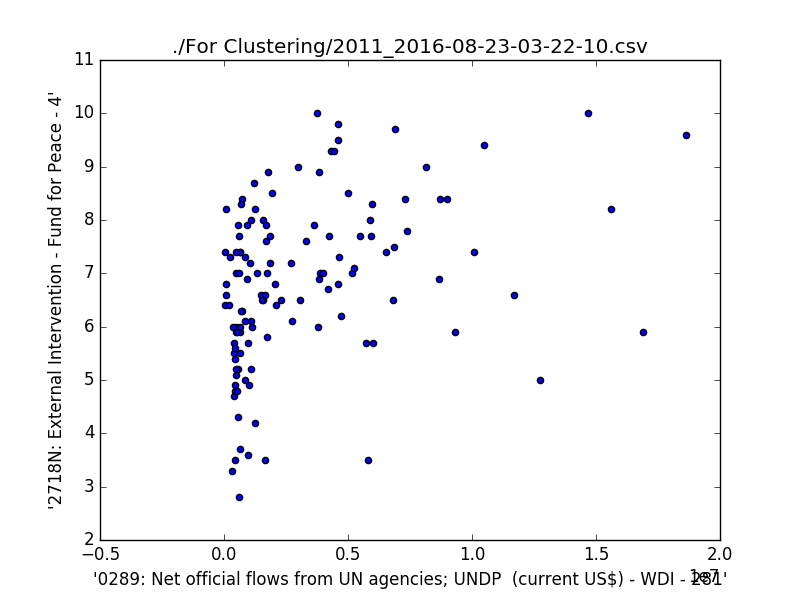 ./For Clustering/2011_2016-08-23-03-22-10.csv
11
10
9
8
7
6
5
4
3
2
'2718N: External Intervention - Fund for Peace - 4'
−0.5 0.0 0.5 1.0 1.5 2.0
1e7
'0289: Net official flows from UN agencies; UNDP (current US$) - WDI - 281'